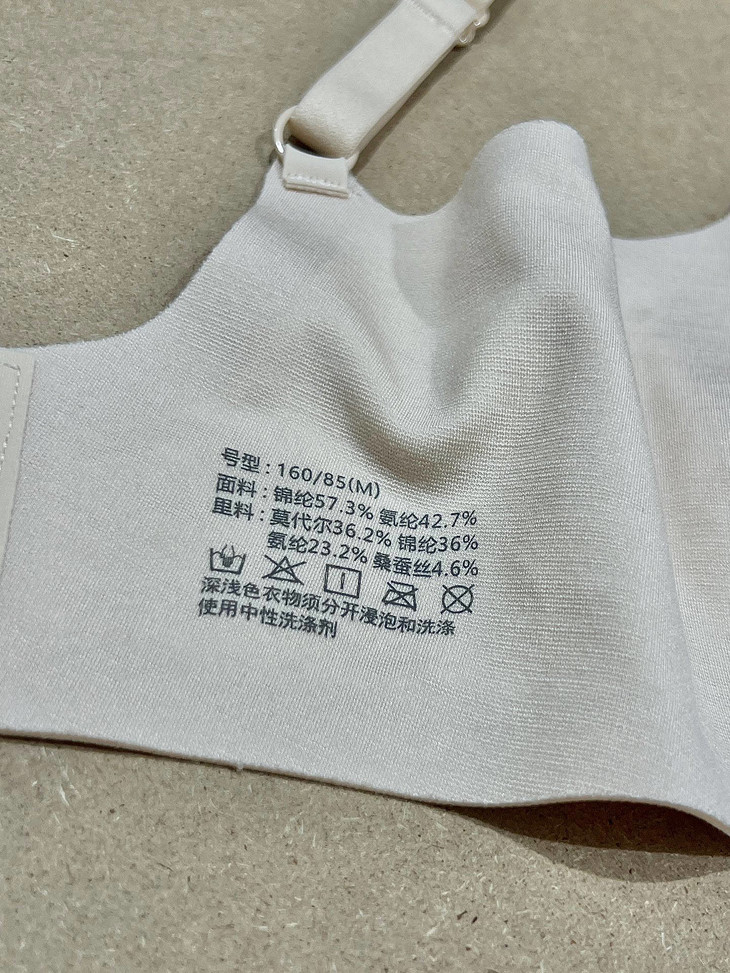 号型：160/85(M)
面料：锦纶57.3% 氨纶42.7%
里料：莫代尔36.2% 锦纶36%
氨纶23.2% 桑蚕丝4.6%
深浅色衣物须分开浸泡和洗涤
使用中性洗涤剂